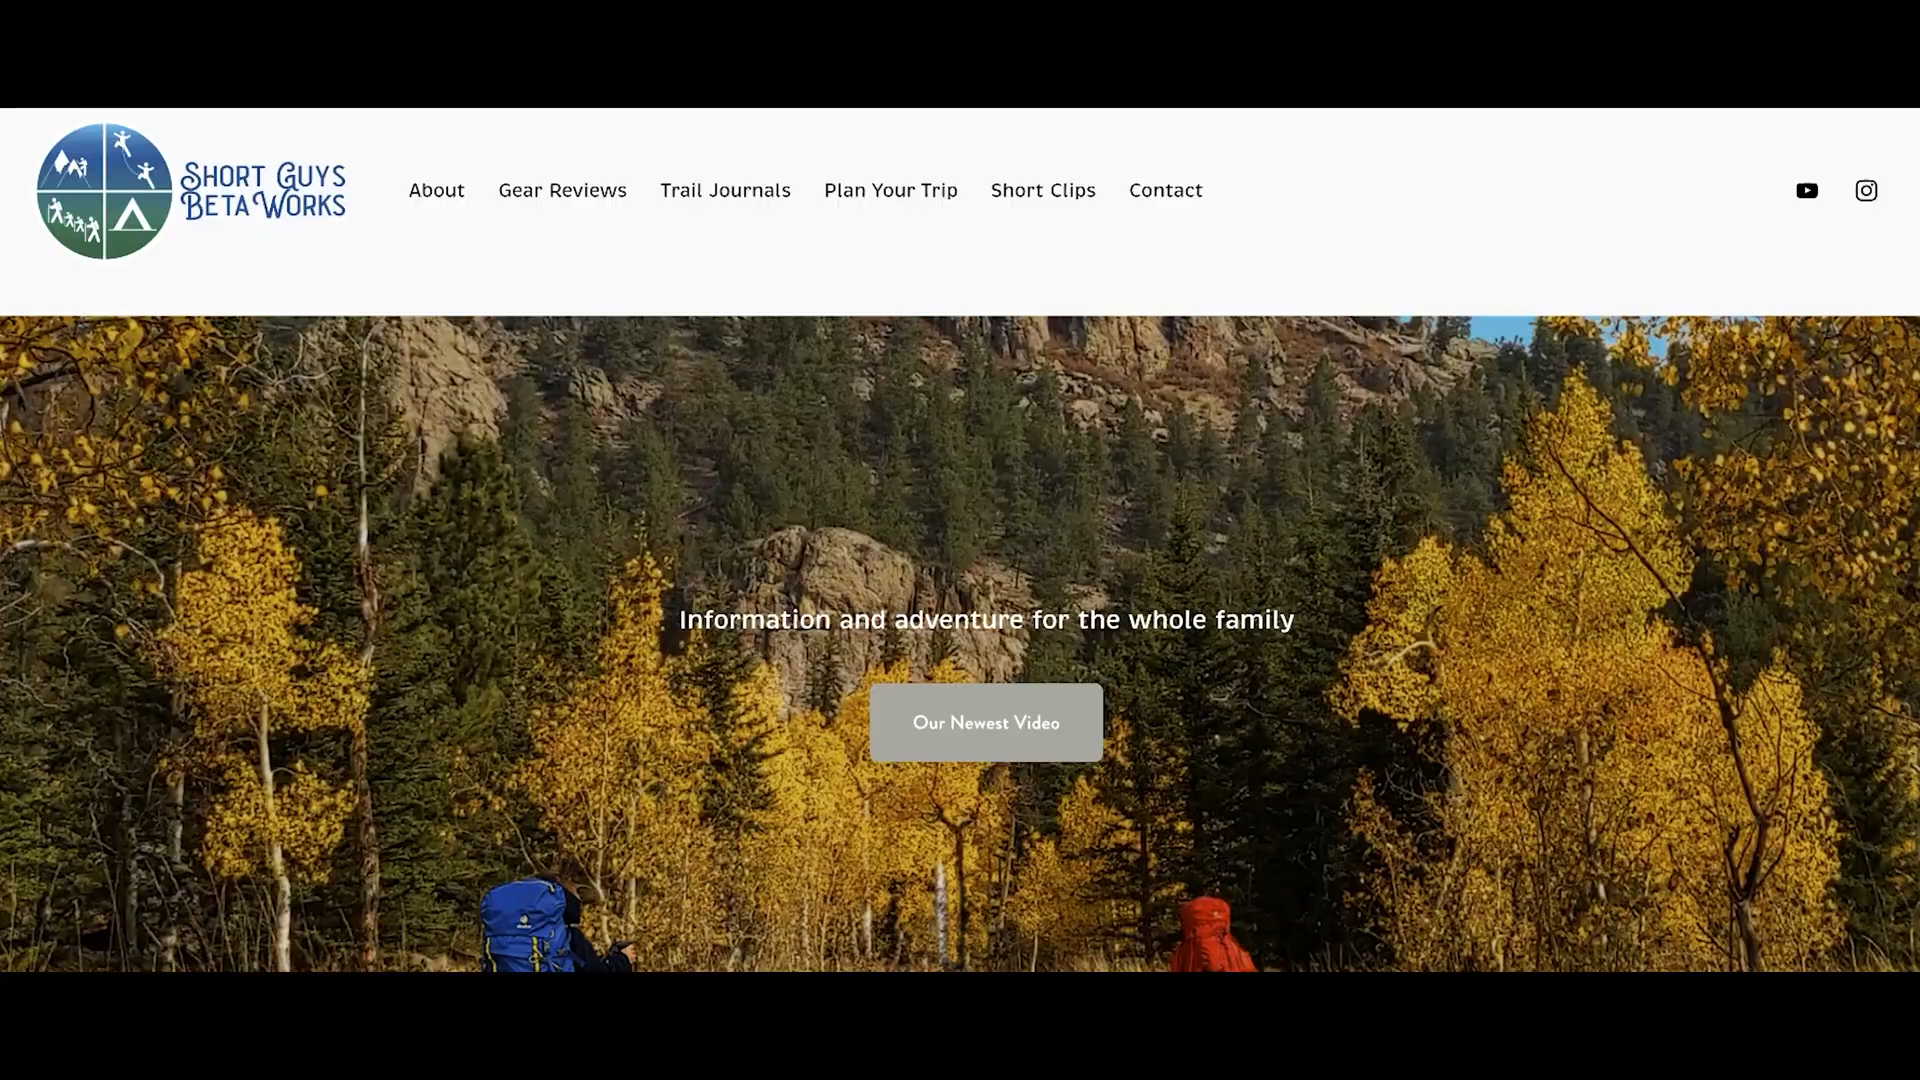 Short Guys
Beta Works
About Gear Reviews Trail Journals Plan Your Trip Short Clips Contact
Information and adventure for the whole family
Our Newest Video